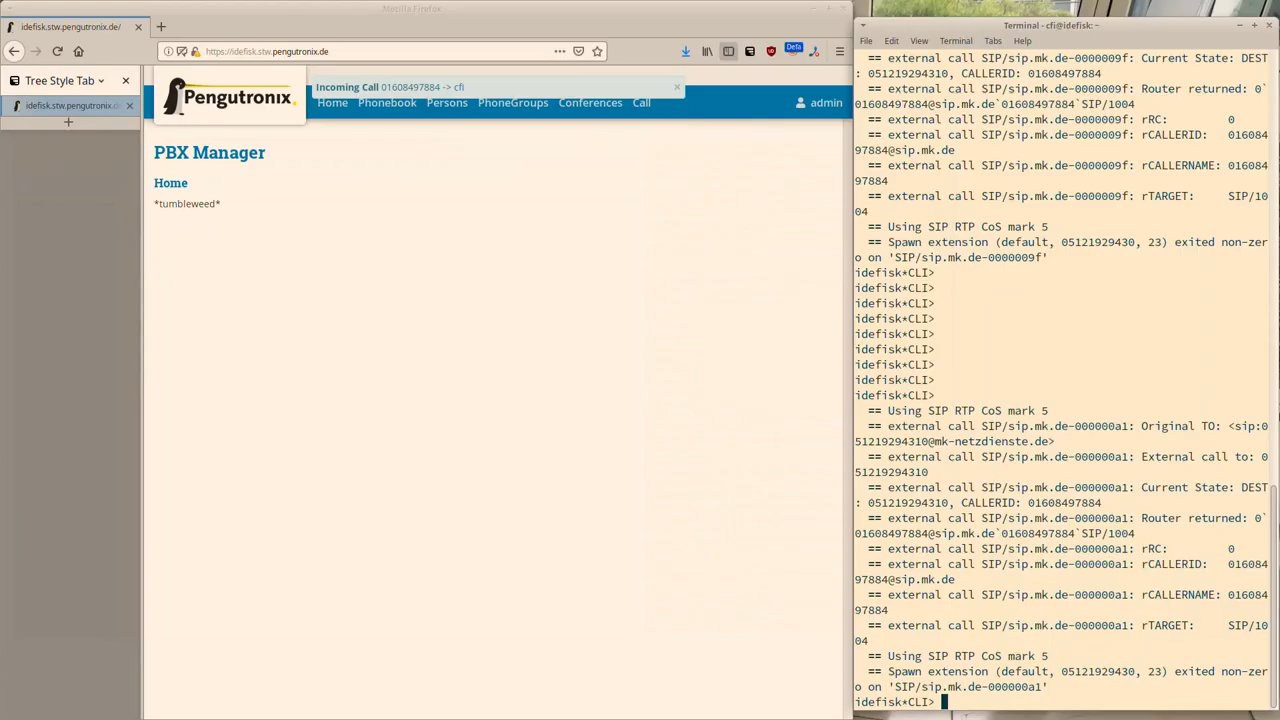 Mozilla Firefox
idefisk.stw.pengutronix.de/
https://idefisk.stw.pengutronix.de
Beta
Tree Style Tab
idefisk.stw.pengutronix.de
Pengutronix
Incoming Call 01608497884 -> cfi
Home Phonebook Persons PhoneGroups Conferences Call
admin
PBX Manager
Home
*tumbleweed*
Terminal - cfi@idefisk: ~
File Edit View Terminal Tabs Help
== external call SIP/sip.mk.de-0000009f: Current State: DEST
: 051219294310, CALLERID: 01608497884
== external call SIP/sip.mk.de-0000009f: Router returned: 0`
01608497884@sip.mk.de`01608497884`SIP/1004
== external call SIP/sip.mk.de-0000009f: rRC: 0
== external call SIP/sip.mk.de-0000009f: rCALLERID: 016084
97884@sip.mk.de
== external call SIP/sip.mk.de-0000009f: rCALLERNAME: 016084
97884
== external call SIP/sip.mk.de-0000009f: rTARGET: SIP/10
04
== Using SIP RTP CoS mark 5
== Spawn extension (default, 05121929430, 23) exited non-zer
o on 'SIP/sip.mk.de-0000009f'
idefisk*CLI>
idefisk*CLI>
idefisk*CLI>
idefisk*CLI>
idefisk*CLI>
idefisk*CLI>
idefisk*CLI>
idefisk*CLI>
idefisk*CLI>
== Using SIP RTP CoS mark 5
== external call SIP/sip.mk.de-000000a1: Original TO: <sip:0
51219294310@mk-netzdienste.de>
== external call SIP/sip.mk.de-000000a1: External call to: 0
51219294310
== external call SIP/sip.mk.de-000000a1: Current State: DEST
: 051219294310, CALLERID: 01608497884
== external call SIP/sip.mk.de-000000a1: Router returned: 0`
01608497884@sip.mk.de`01608497884`SIP/1004
== external call SIP/sip.mk.de-000000a1: rRC: 0
== external call SIP/sip.mk.de-000000a1: rCALLERID: 016084
97884@sip.mk.de
== external call SIP/sip.mk.de-000000a1: rCALLERNAME: 016084
97884
== external call SIP/sip.mk.de-000000a1: rTARGET: SIP/10
04
== Using SIP RTP CoS mark 5
== Spawn extension (default, 05121929430, 23) exited non-zer
o on 'SIP/sip.mk.de-000000a1'
idefisk*CLI>